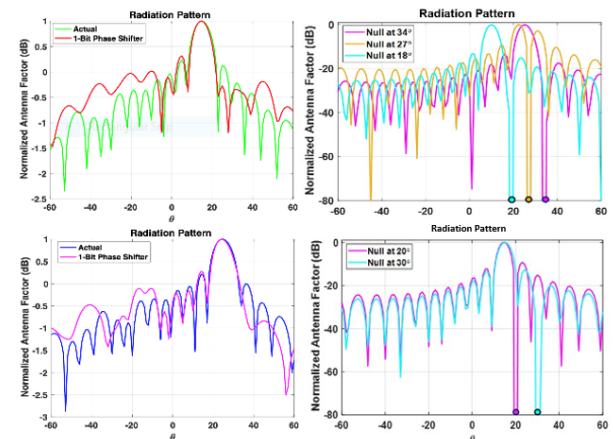 Radiation Pattern
Normalized Antenna Factor (dB)
Actual
1-Bit Phase Shifter
1
0.5
0
-0.5
-1
-1.5
-2
-2.5
-60 -40 -20 0 20 40 60
θ
Radiation Pattern
Normalized Antenna Factor (dB)
Null at 34º
Null at 27º
Null at 18º
0
-20
-40
-60
-80
-60 -40 -20 0 20 40 60
Radiation Pattern
Normalized Antenna Factor (dB)
Actual
1-Bit Phase Shifter
1
0.5
0
-0.5
-1
-1.5
-2
-2.5
-3
-60 -40 -20 0 20 40 60
θ
Radiation Pattern
Normalized Antenna Factor (dB)
Null at 20º
Null at 30º
0
-20
-40
-60
-80
-60 -40 -20 0 20 40 60
θ